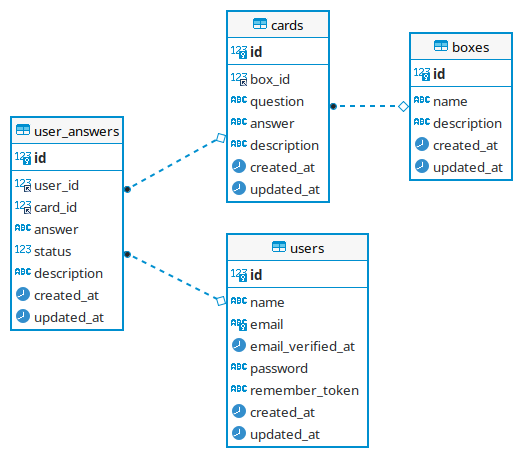 cards
id
box_id
question
answer
description
created_at
updated_at
boxes
id
name
description
created_at
updated_at
user_answers
id
user_id
card_id
answer
status
description
created_at
updated_at
users
id
name
email
email_verified_at
password
remember_token
created_at
updated_at